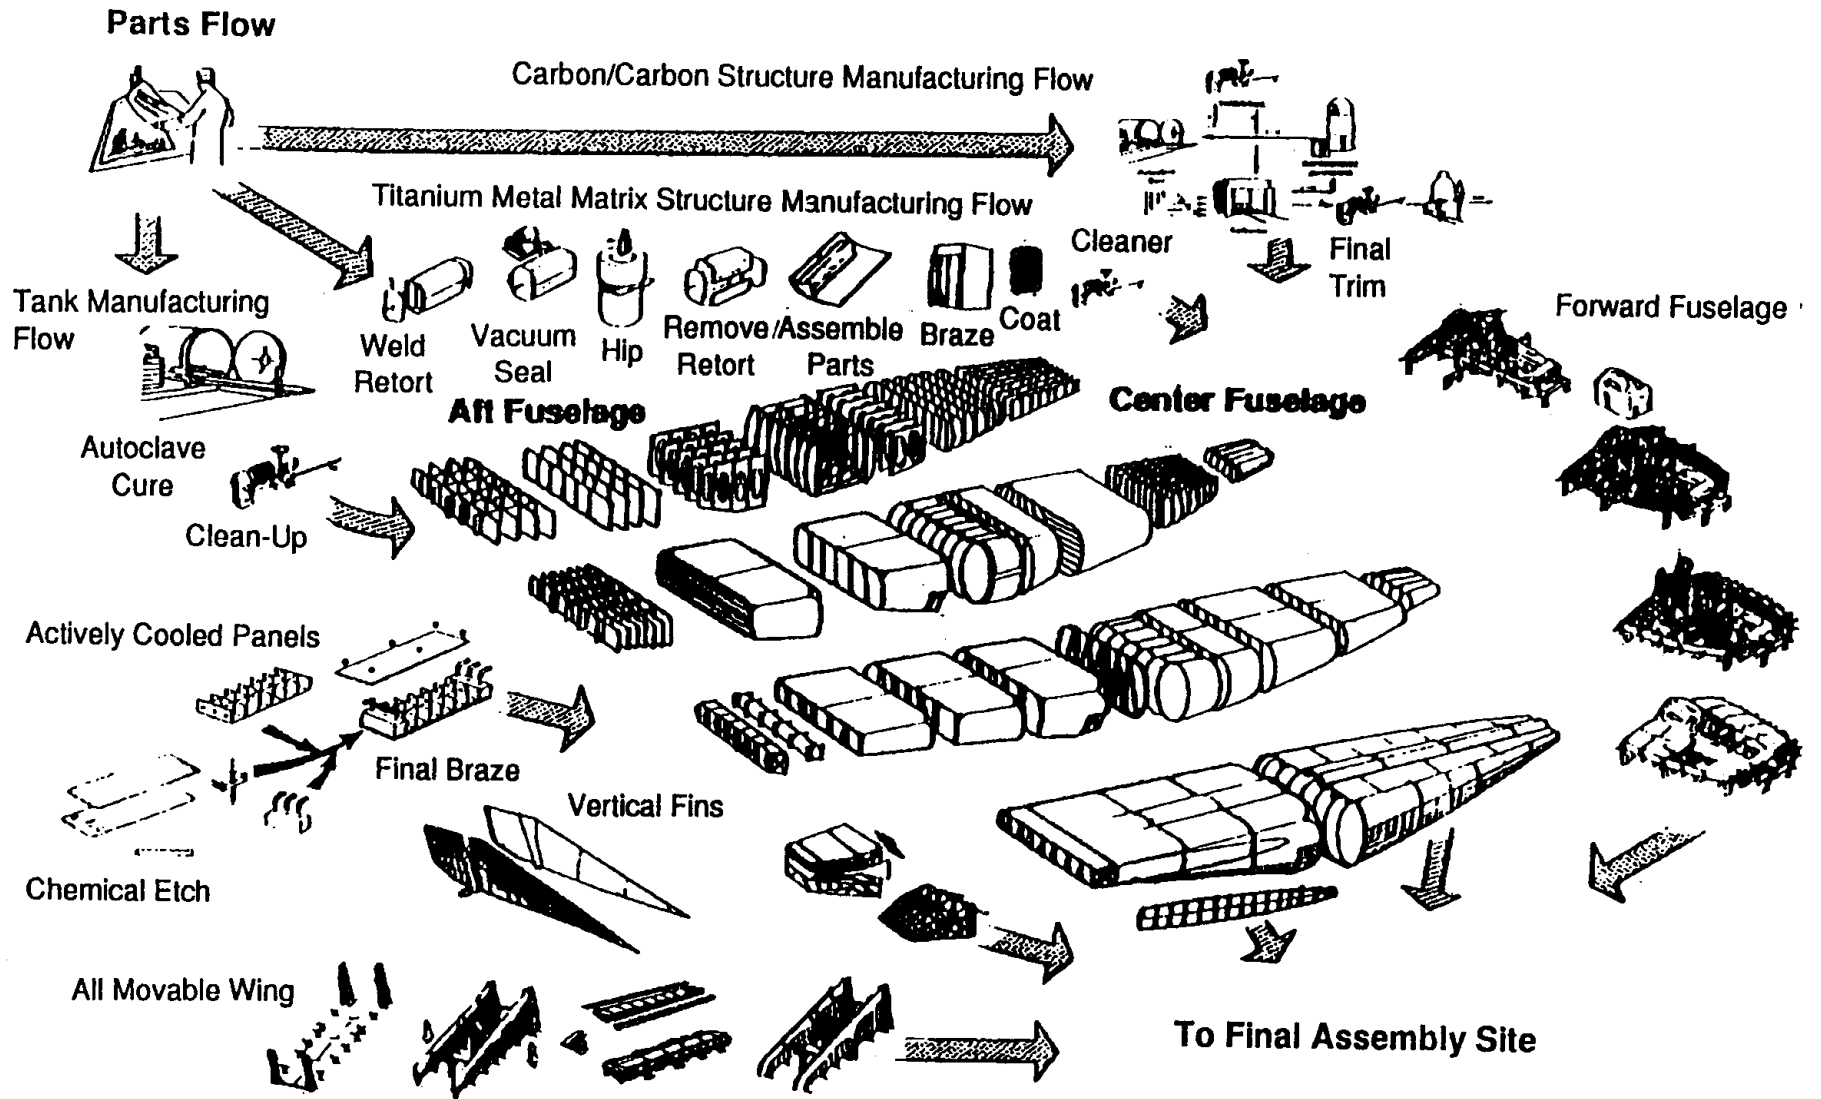 Parts Flow
Carbon/Carbon Structure Manufacturing Flow
Titanium Metal Matrix Structure Manufacturing Flow
Cleaner
Final
Trim
Tank Manufacturing
Flow
Weld
Retort
Vacuum
Seal
Hip
Remove/Assemble
Retort Parts
Braze
Coat
Forward Fuselage
Aft Fuselage
Center Fuselage
Autoclave
Cure
Clean-Up
Actively Cooled Panels
Final Braze
Vertical Fins
Chemical Etch
All Movable Wing
To Final Assembly Site